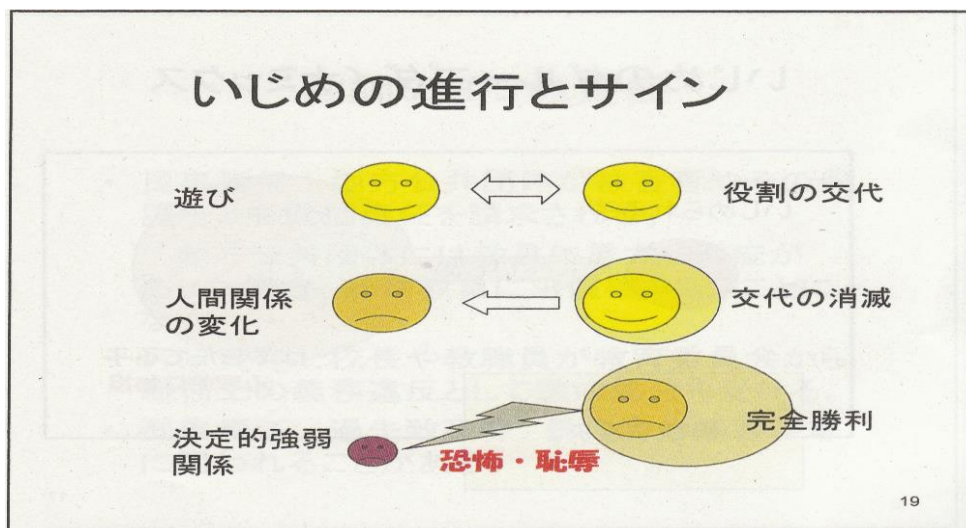 いじめの進行とサイン
遊び
役割の交代
人間関係
の変化
交代の消滅
決定的強弱
関係
恐怖・恥辱
完全勝利
19